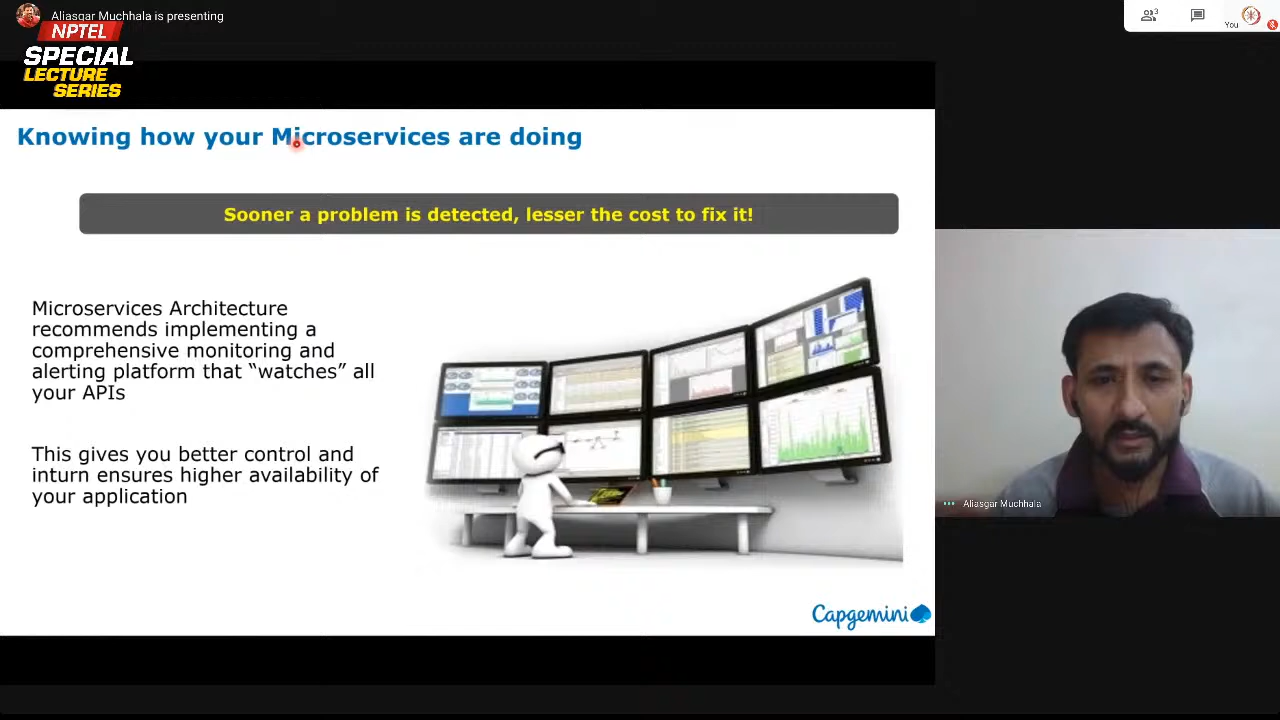 Aliasgar Muchhala is presenting
NPTEL
SPECIAL
LECTURE
SERIES
3
You
Knowing how your Microservices are doing
Sooner a problem is detected, lesser the cost to fix it!
Microservices Architecture
recommends implementing a
comprehensive monitoring and
alerting platform that “watches” all
your APIs
This gives you better control and
inturn ensures higher availability of
your application
Capgemini
Aliasgar Muchhala